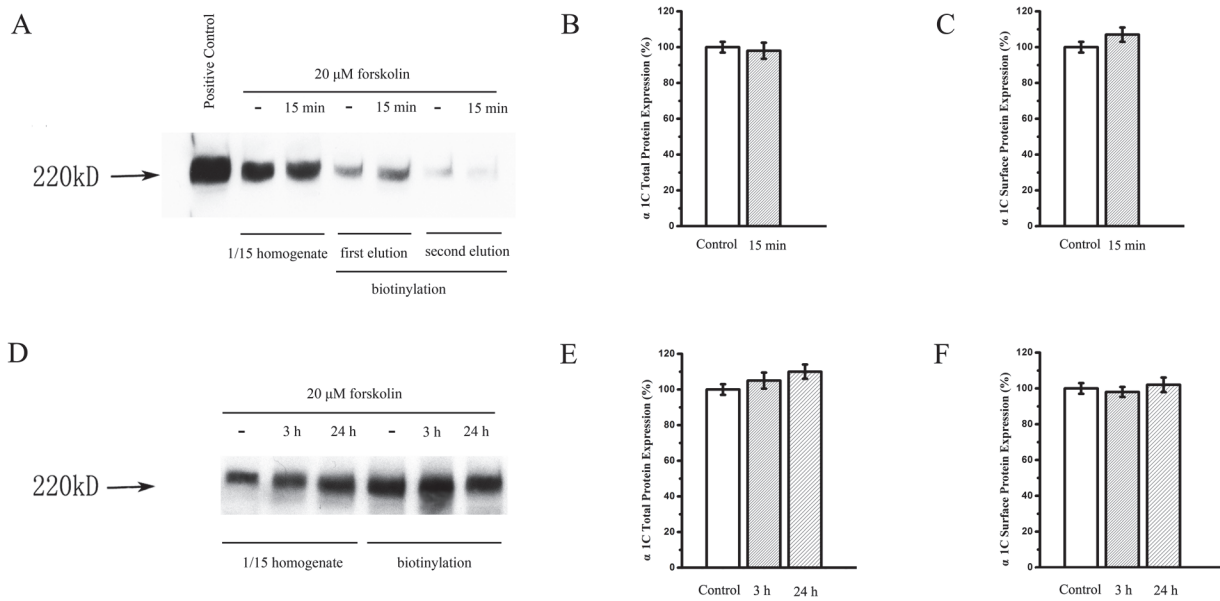 A
Positive Control
20 μM forskolin
- 15 min - 15 min - 15 min
220kD
1/15 homogenate first elution second elution
biotinylation
B
α 1C Total Protein Expression (%)
120
100
80
60
40
20
0
Control 15 min
C
α 1C Surface Protein Expression (%)
120
100
80
60
40
20
0
Control 15 min
D
20 μM forskolin
- 3 h 24 h - 3 h 24 h
220kD
1/15 homogenate biotinylation
E
α 1C Total Protein Expression (%)
120
100
80
60
40
20
0
Control 3 h 24 h
F
α 1C Surface Protein Expression (%)
120
100
80
60
40
20
0
Control 3 h 24 h